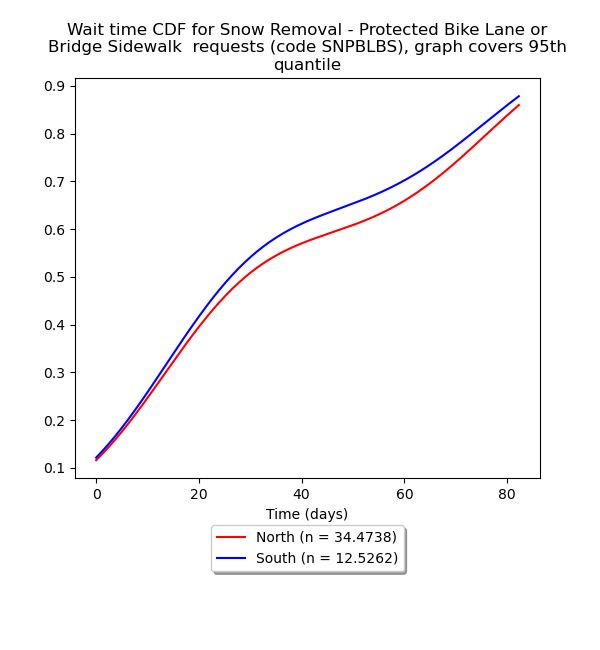 Wait time CDF for Snow Removal - Protected Bike Lane or
Bridge Sidewalk  requests (code SNPBLBS), graph covers 95th
quantile
0.9
0.8
0.7
0.6
0.5
0.4
0.3
0.2
0.1
0 20 40 60 80
Time (days)
North (n = 34.4738)
South (n = 12.5262)